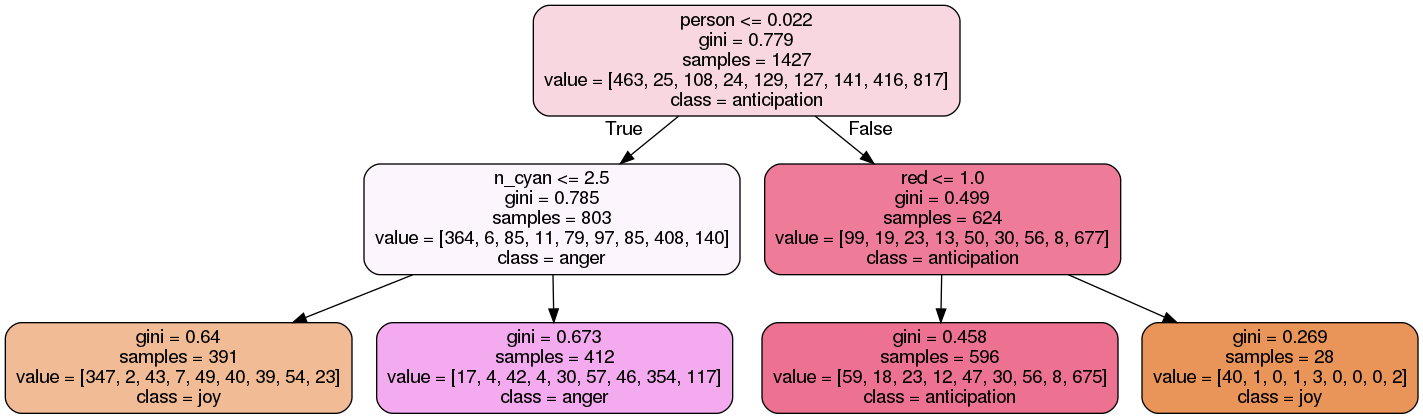 person <= 0.022
gini = 0.779
samples = 1427
value = [463, 25, 108, 24, 129, 127, 141, 416, 817]
class = anticipation
True
False
n_cyan <= 2.5
gini = 0.785
samples = 803
value = [364, 6, 85, 11, 79, 97, 85, 408, 140]
class = anger
red <= 1.0
gini = 0.499
samples = 624
value = [99, 19, 23, 13, 50, 30, 56, 8, 677]
class = anticipation
gini = 0.64
samples = 391
value = [347, 2, 43, 7, 49, 40, 39, 54, 23]
class = joy
gini = 0.673
samples = 412
value = [17, 4, 42, 4, 30, 57, 46, 354, 117]
class = anger
gini = 0.458
samples = 596
value = [59, 18, 23, 12, 47, 30, 56, 8, 675]
class = anticipation
gini = 0.269
samples = 28
value = [40, 1, 0, 1, 3, 0, 0, 0, 2]
class = joy